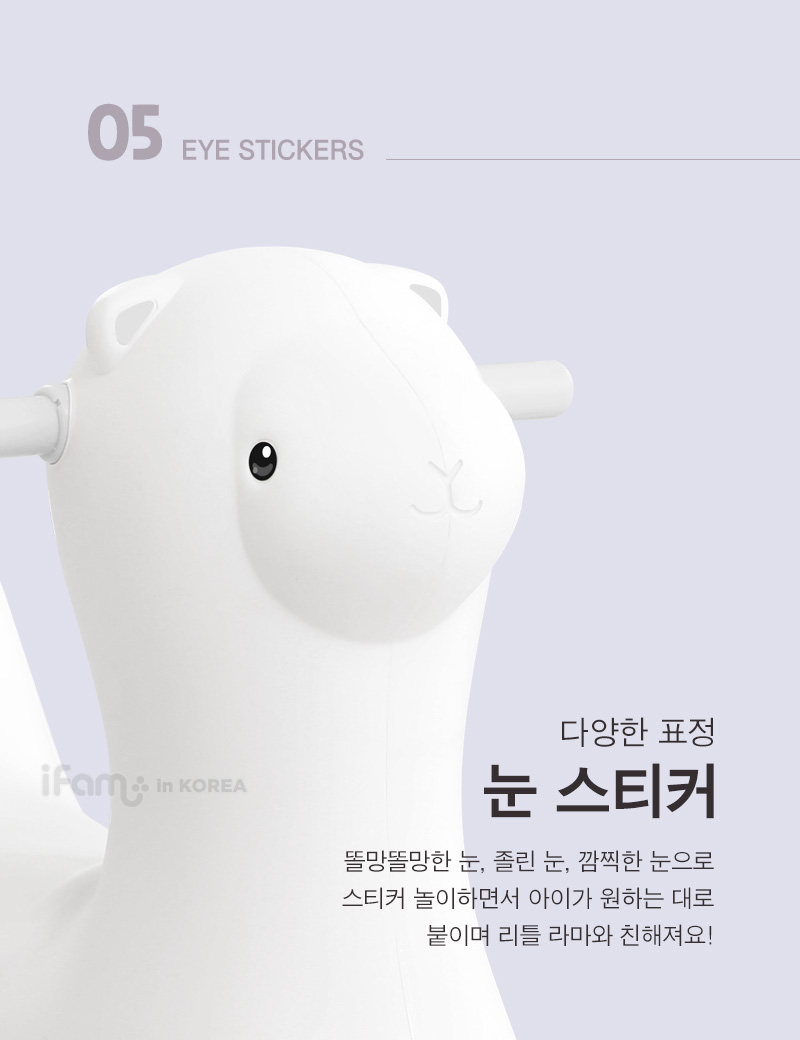 05 EYE STICKERS
다양한 표정
눈 스티커
iFam in KOREA
똘망똘망한 눈, 졸린 눈, 깜찍한 눈으로
스티커 놀이하면서 아이가 원하는 대로
붙이며 리틀 라마와 친해져요!